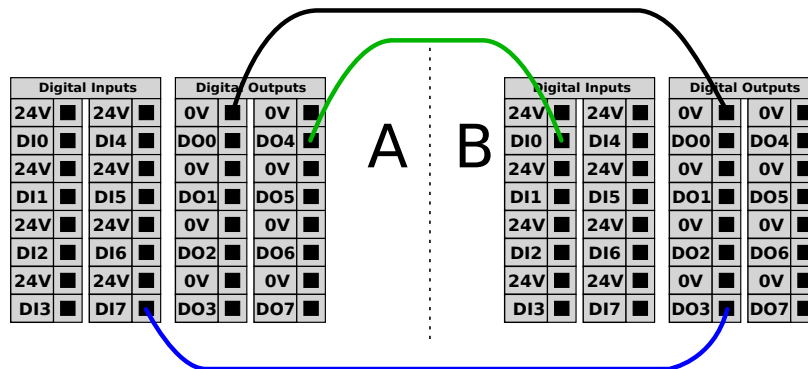 Digital Inputs Digital Outputs Digital Inputs Digital Outputs
24V 24V 0V 0V 24V 24V 0V 0V
DI0 DI4 DO0 DO4 A B DI0 DI4 DO0 DO4
24V 24V 0V 0V 24V 24V 0V 0V
DI1 DI5 DO1 DO5 DI1 DI5 DO1 DO5
24V 24V 0V 0V 24V 24V 0V 0V
DI2 DI6 DO2 DO6 DI2 DI6 DO2 DO6
24V 24V 0V 0V 24V 24V 0V 0V
DI3 DI7 DO3 DO7 DI3 DI7 DO3 DO7